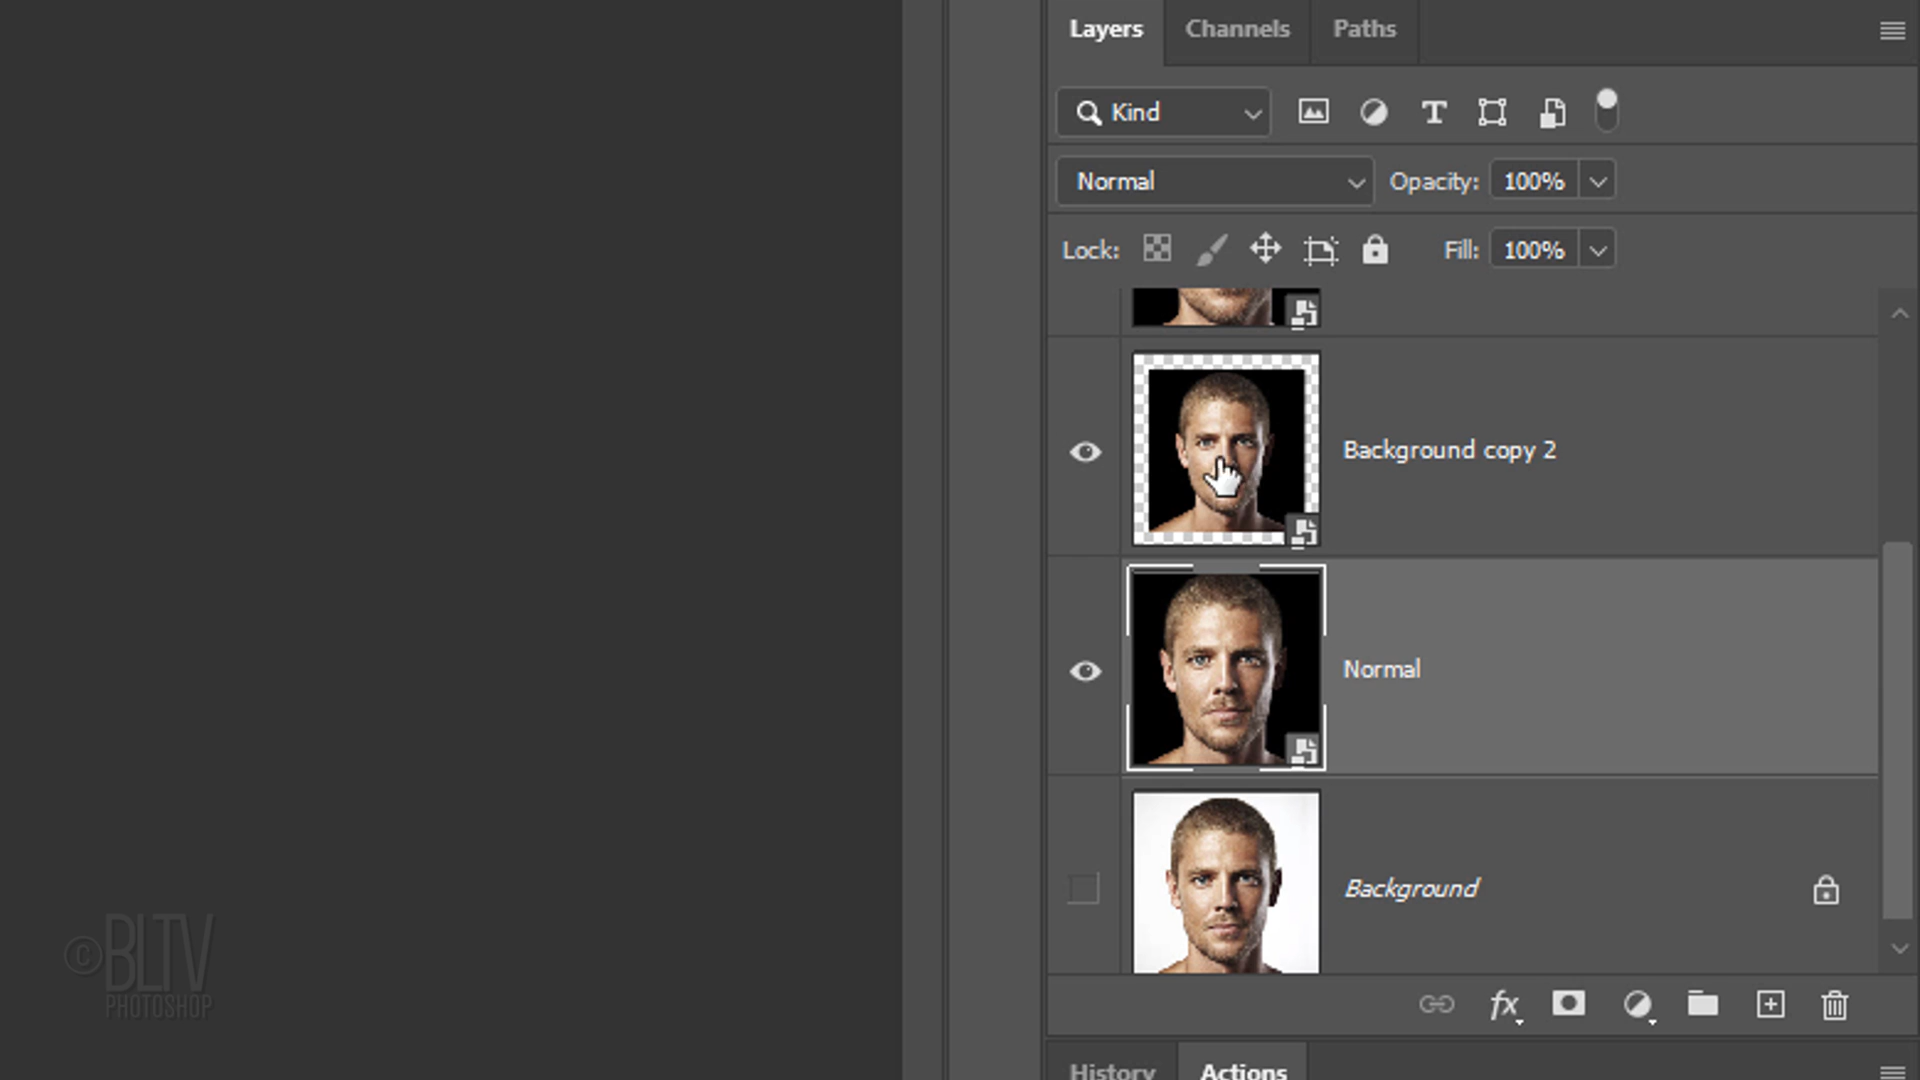 Layers Channels Paths
Kind
Normal Opacity: 100%
Lock: Fill: 100%
Background copy 2
Normal
Background
fx
©BLTV
PHOTOSHOP
History Actions